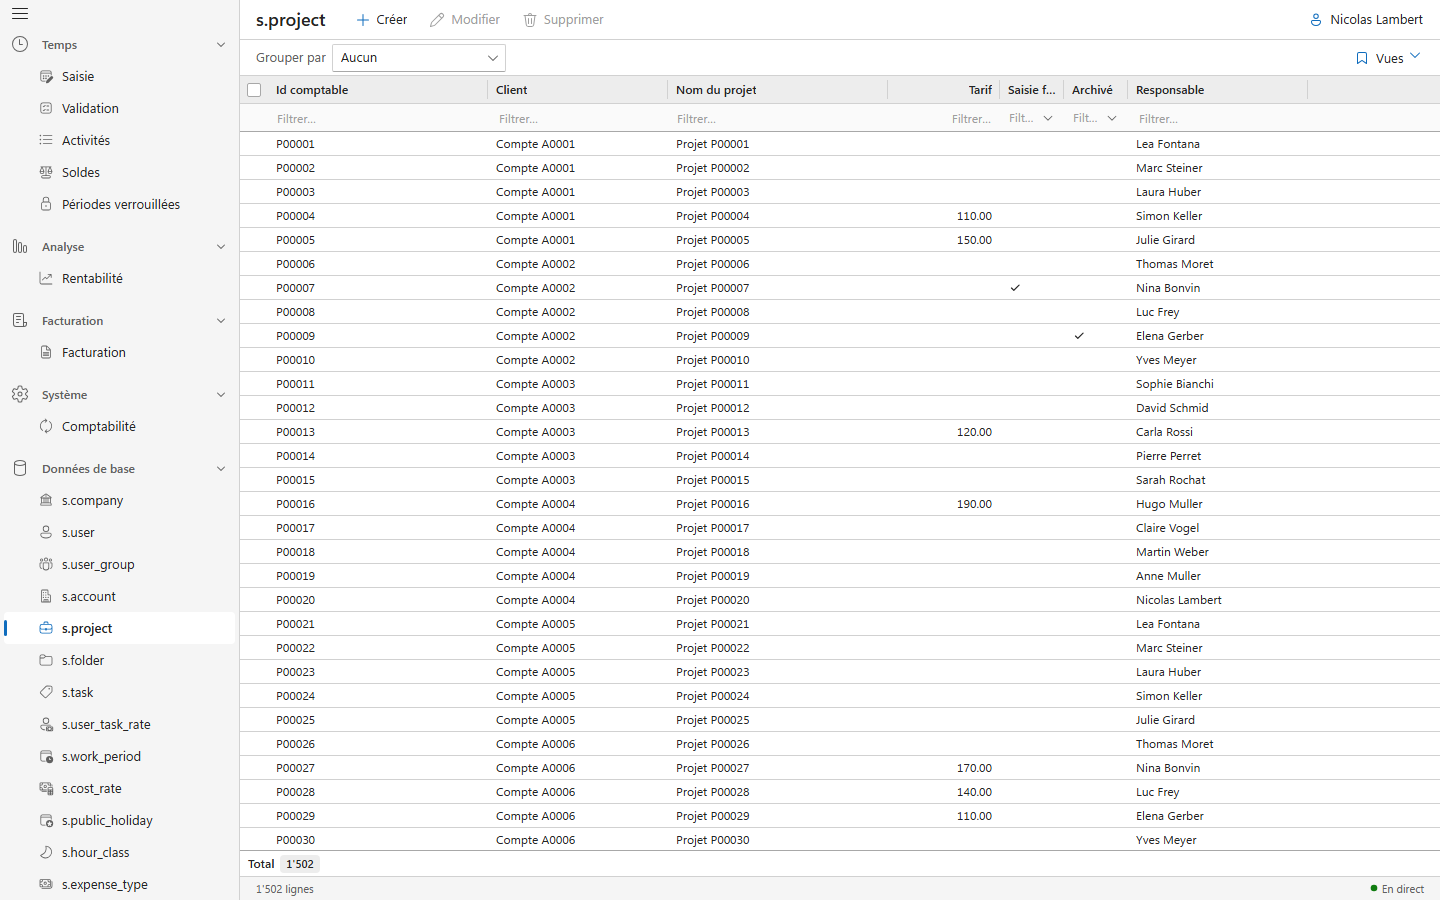 s.project
Créer
Modifier
Supprimer
Nicolas Lambert
Temps
Saisie
Validation
Activités
Soldes
Périodes verrouillées
Analyse
Rentabilité
Facturation
Facturation
Système
Comptabilité
Données de base
s.company
s.user
s.user_group
s.account
s.project
s.folder
s.task
s.user_task_rate
s.work_period
s.cost_rate
s.public_holiday
s.hour_class
s.expense_type
Grouper par Aucun
Vues
Id comptable Client Nom du projet Tarif Saisie f... Archivé Responsable
Filtrer... Filtrer... Filtrer... Filtrer... Filt... Filt... Filtrer...
P00001 Compte A0001 Projet P00001 Lea Fontana
P00002 Compte A0001 Projet P00002 Marc Steiner
P00003 Compte A0001 Projet P00003 Laura Huber
P00004 Compte A0001 Projet P00004 110.00 Simon Keller
P00005 Compte A0001 Projet P00005 150.00 Julie Girard
P00006 Compte A0002 Projet P00006 Thomas Moret
P00007 Compte A0002 Projet P00007 Nina Bonvin
P00008 Compte A0002 Projet P00008 Luc Frey
P00009 Compte A0002 Projet P00009 Elena Gerber
P00010 Compte A0002 Projet P00010 Yves Meyer
P00011 Compte A0003 Projet P00011 Sophie Bianchi
P00012 Compte A0003 Projet P00012 David Schmid
P00013 Compte A0003 Projet P00013 120.00 Carla Rossi
P00014 Compte A0003 Projet P00014 Pierre Perret
P00015 Compte A0003 Projet P00015 Sarah Rochat
P00016 Compte A0004 Projet P00016 190.00 Hugo Muller
P00017 Compte A0004 Projet P00017 Claire Vogel
P00018 Compte A0004 Projet P00018 Martin Weber
P00019 Compte A0004 Projet P00019 Anne Muller
P00020 Compte A0004 Projet P00020 Nicolas Lambert
P00021 Compte A0005 Projet P00021 Lea Fontana
P00022 Compte A0005 Projet P00022 Marc Steiner
P00023 Compte A0005 Projet P00023 Laura Huber
P00024 Compte A0005 Projet P00024 Simon Keller
P00025 Compte A0005 Projet P00025 Julie Girard
P00026 Compte A0006 Projet P00026 Thomas Moret
P00027 Compte A0006 Projet P00027 170.00 Nina Bonvin
P00028 Compte A0006 Projet P00028 140.00 Luc Frey
P00029 Compte A0006 Projet P00029 110.00 Elena Gerber
P00030 Compte A0006 Projet P00030 Yves Meyer
Total 1'502
1'502 lignes
En direct